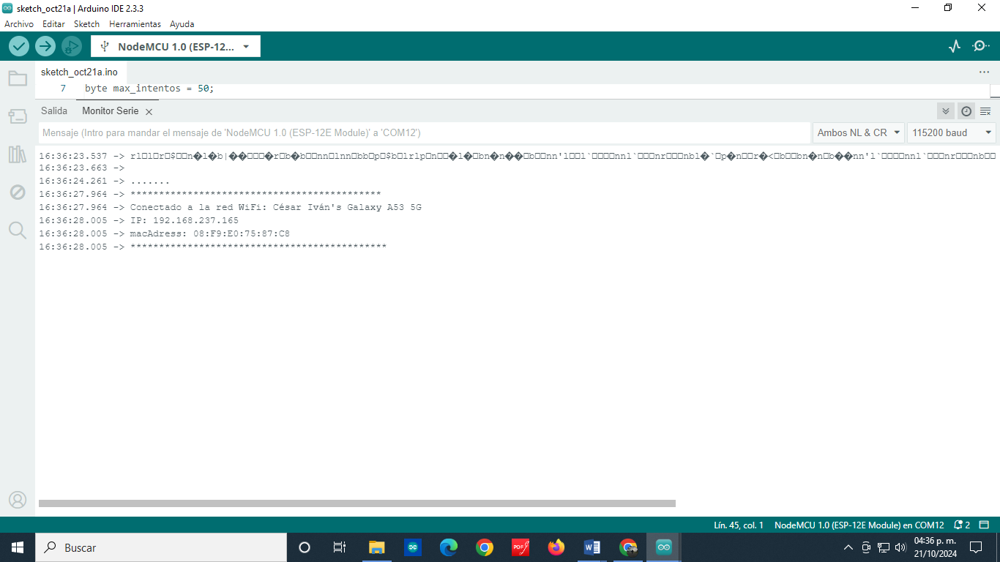 sketch_oct21a | Arduino IDE 2.3.3
Archivo Editar Sketch Herramientas Ayuda
NodeMCU 1.0 (ESP-12...
sketch_oct21a.ino
7 byte max_intentos = 50;
Salida Monitor Serie
Mensaje (Intro para mandar el mensaje de 'NodeMCU 1.0 (ESP-12E Module)' a 'COM12')
Ambos NL & CR 115200 baud
16:36:23.537 ->
16:36:23.663 ->
16:36:24.261 -> .......
16:36:27.964 -> ********************************************
16:36:27.964 -> Conectado a la red WiFi: César Iván's Galaxy A53 5G
16:36:28.005 -> IP: 192.168.237.165
16:36:28.005 -> macAdress: 08:F9:E0:75:87:C8
16:36:28.005 -> *********************************************
Lín. 45, col. 1 NodeMCU 1.0 (ESP-12E Module) en COM12 2
Buscar
PDF
04:36 p. m.
21/10/2024